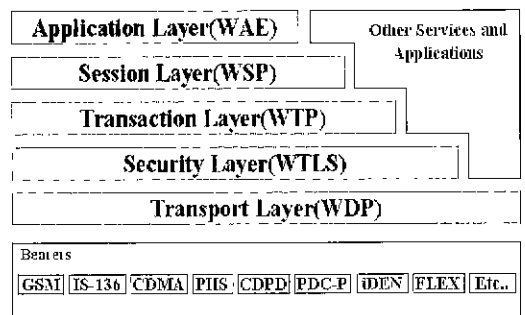 Application Layer(WAE)
Other Services and
Applications
Session Layer(WSP)
Transaction Layer(WTP)
Security Layer(WTLS)
Transport Layer(WDP)
Bearers
GSM IS-136 CDMA PHS CDPD PDC-P iDEN FLEX Etc..